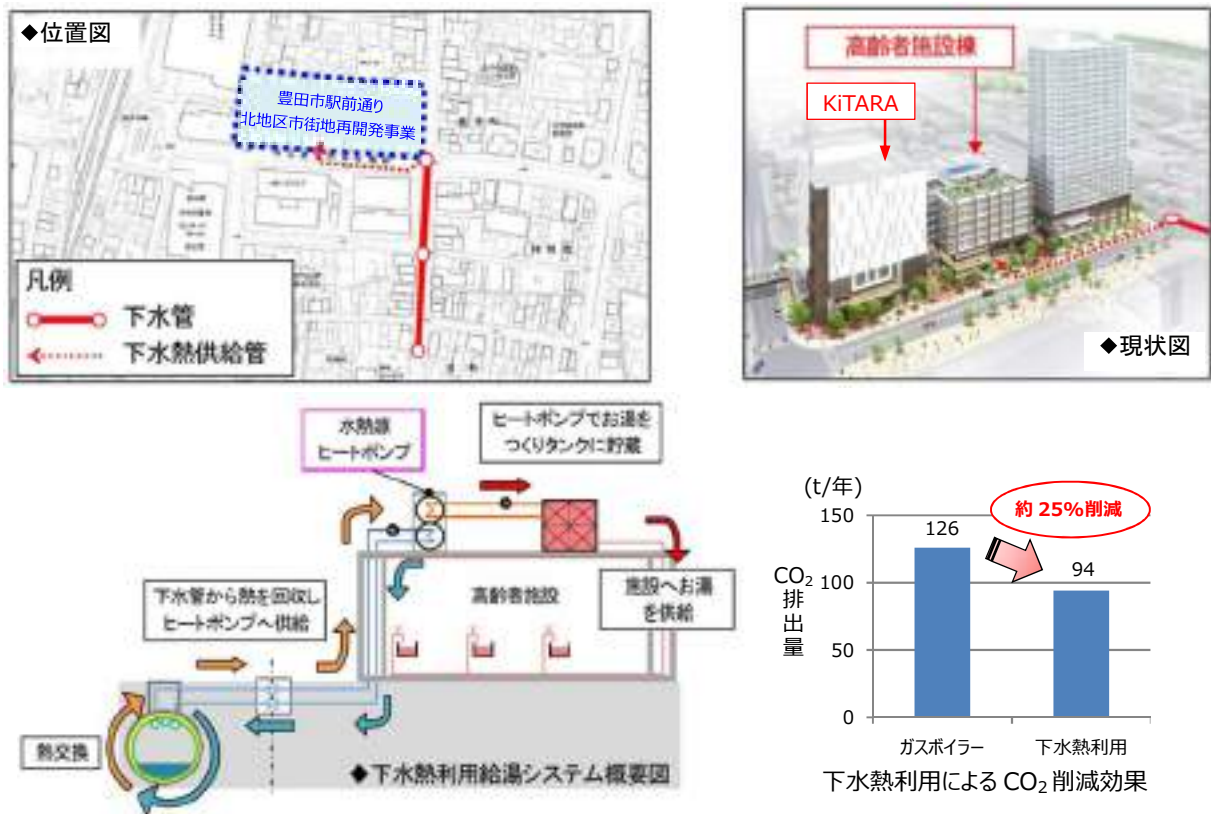 ◆位置図
豊田市駅前通り
北地区市街地再開発事業
凡例
下水管
下水熱供給管
高齢者施設棟
KiTARA
◆現状図
水熱源
ヒートポンプ
ヒートポンプでお湯を
つくりタンクに貯蔵
下水管から熱を回収し
ヒートポンプへ供給
高齢者施設
施設へお湯
を供給
熱交換
◆下水熱利用給湯システム概要図
(t/年)
約25%削減
150
126
94
100
50
0
CO₂
排
出
量
ガスボイラー 下水熱利用
下水熱利用によるCO₂削減効果